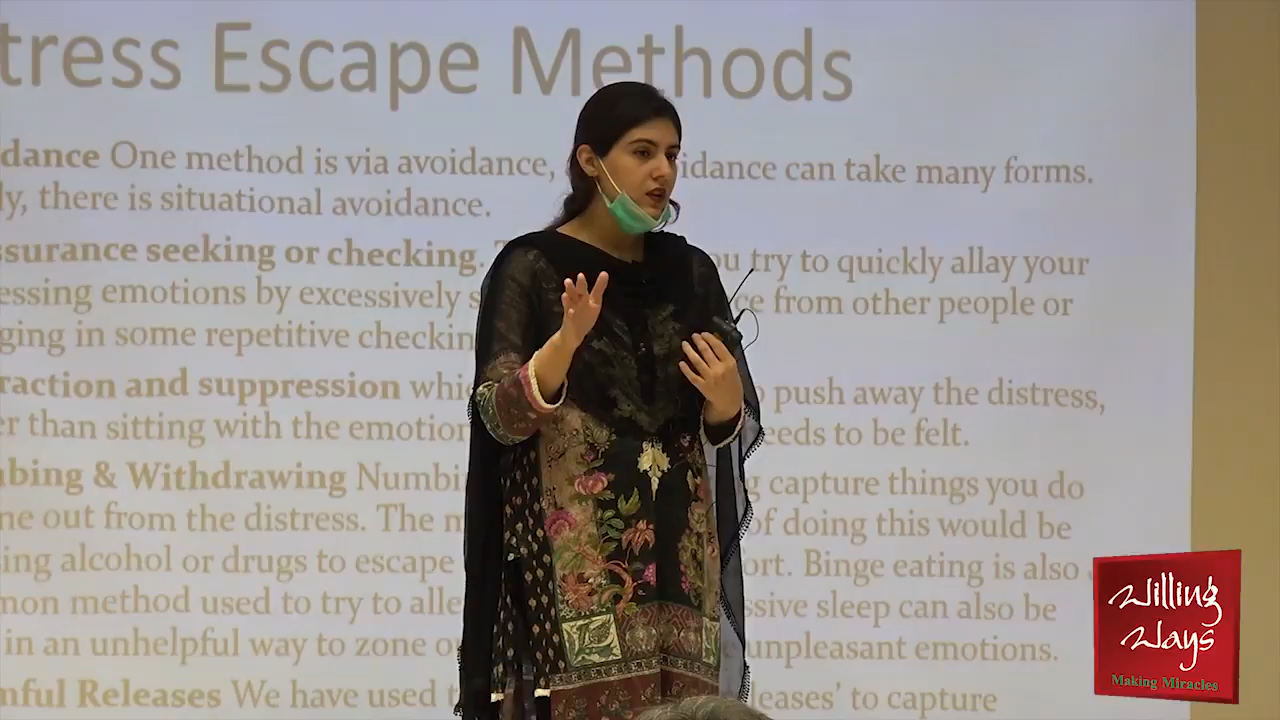 tress Escape Methods
dance One method is via avoidance, idance can take many forms.
ly, there is situational avoidance.
ssurance seeking or checking. ou try to quickly allay your
essing emotions by excessively s ce from other people or
ging in some repetitive checkin
raction and suppression whic push away the distress,
er than sitting with the emotion eeds to be felt.
bing & Withdrawing Numbi g capture things you do
ne out from the distress. The m of doing this would be
ing alcohol or drugs to escape ort. Binge eating is also
mon method used to try to alle ssive sleep can also be
in an unhelpful way to zone o unpleasant emotions.
mful Releases We have used t eleases’ to capture
Willing
Ways
Making Miracles